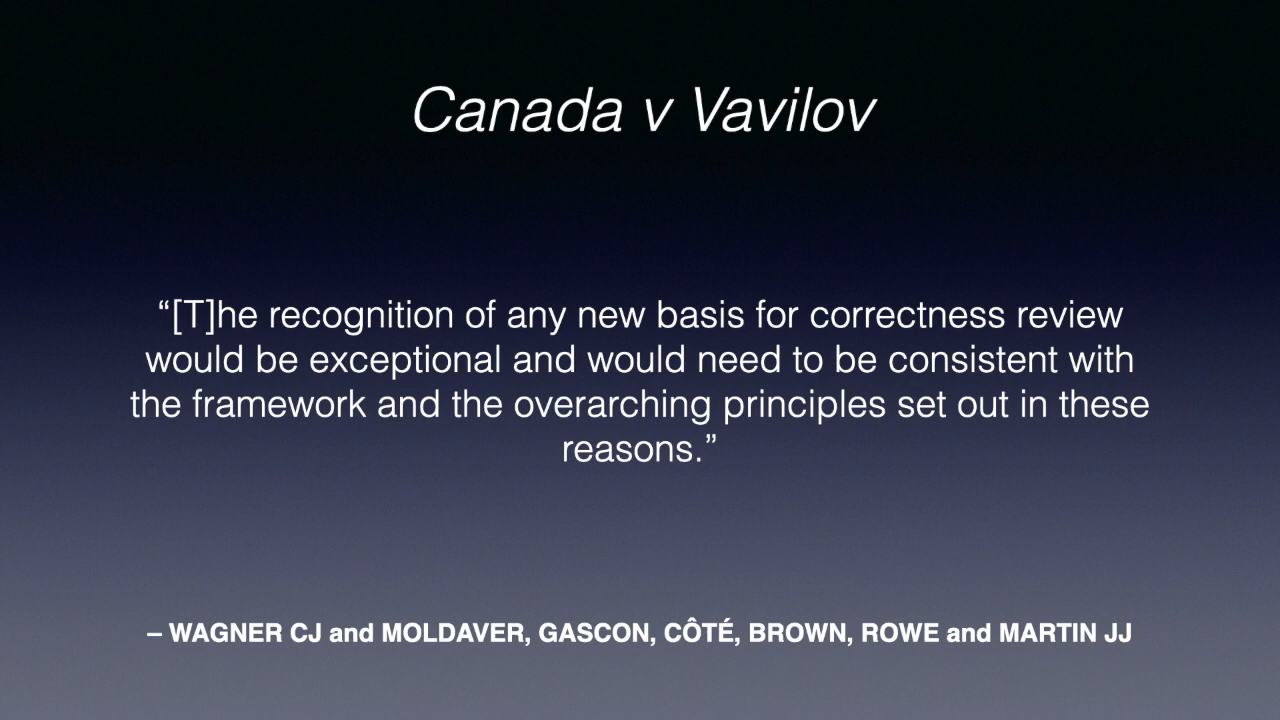 Canada v Vavilov
“[T]he recognition of any new basis for correctness review
would be exceptional and would need to be consistent with
the framework and the overarching principles set out in these
reasons.”
– WAGNER CJ and MOLDAVER, GASCON, CÔTÉ, BROWN, ROWE and MARTIN JJ